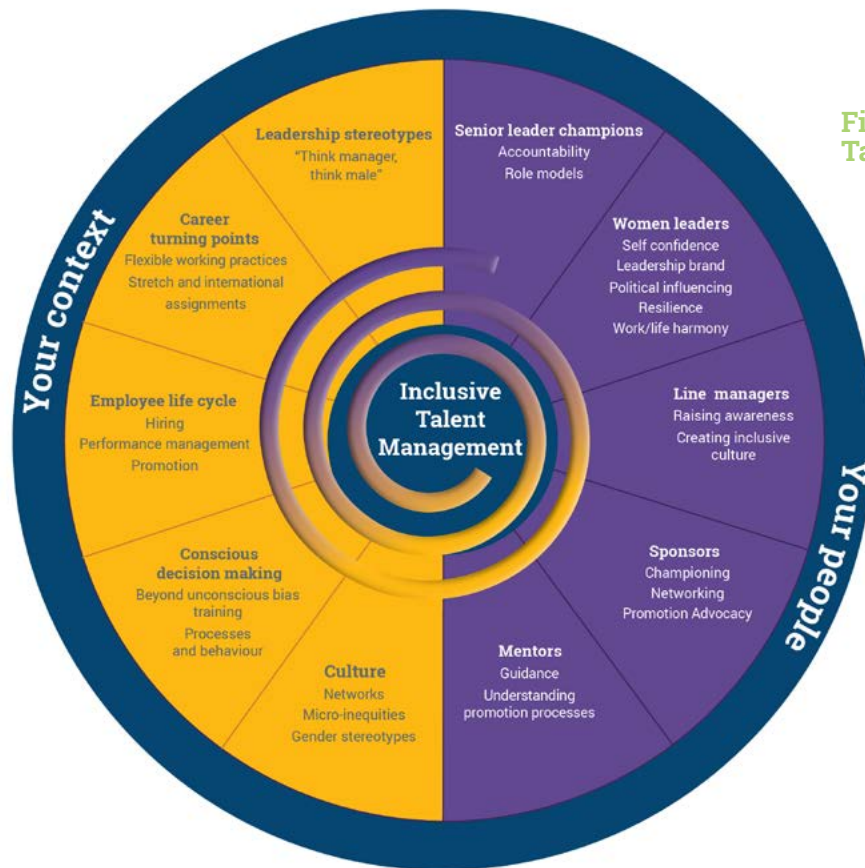 Your context
Leadership stereotypes
“Think manager,
think male”
Career
turning points
Flexible working practices
Stretch and international
assignments
Employee life cycle
Hiring
Performance management
Promotion
Conscious
decision making
Beyond unconscious bias
training
Processes
and behaviour
Culture
Networks
Micro-inequities
Gender stereotypes
Inclusive
Talent
Management
Senior leader champions
Accountability
Role models
Women leaders
Self confidence
Leadership brand
Political influencing
Resilience
Work/life harmony
Line managers
Raising awareness
Creating inclusive
culture
Sponsors
Championing
Networking
Promotion Advocacy
Mentors
Guidance
Understanding
promotion processes
Your people
Fi
Ta